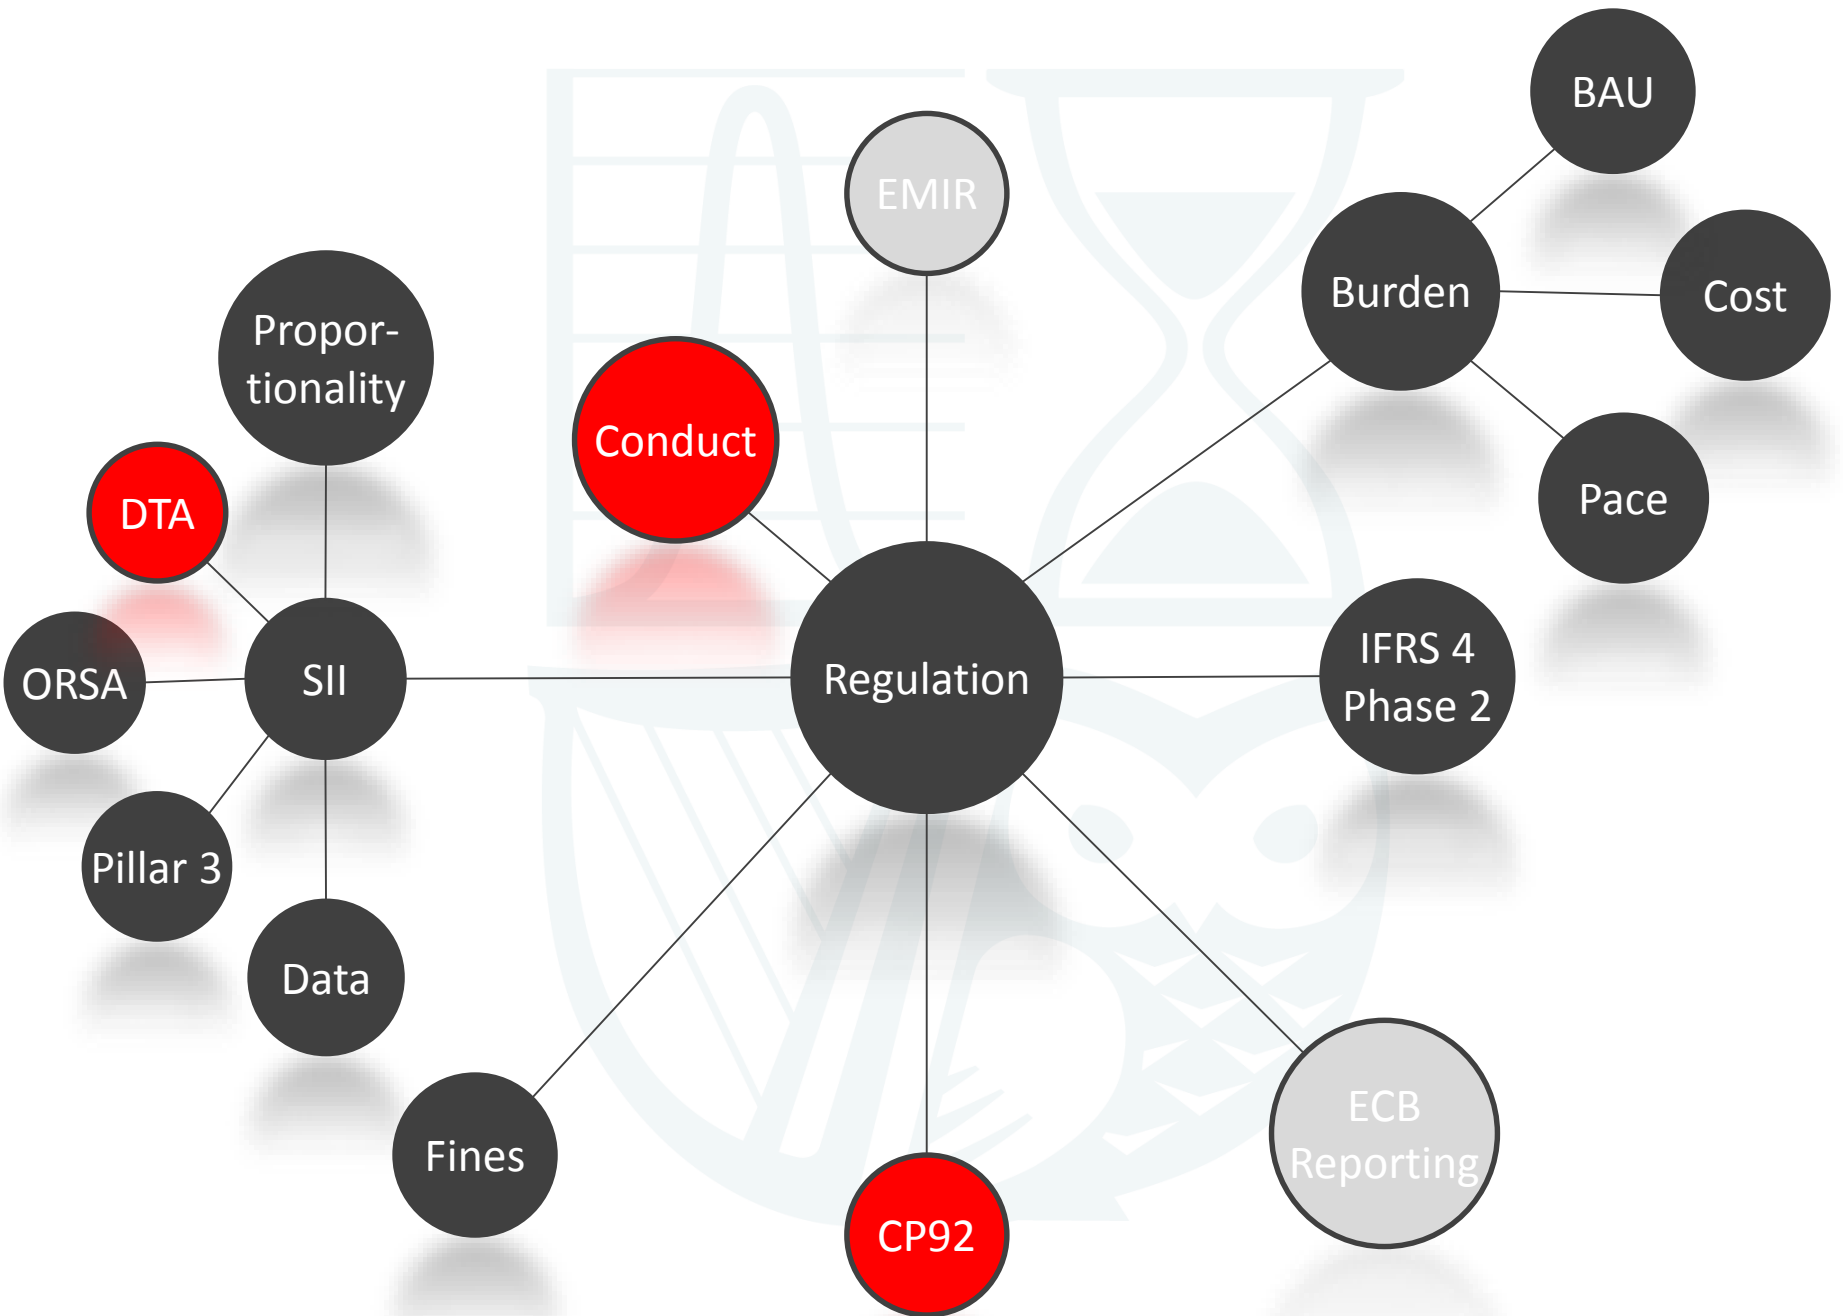 BAU
EMIR
Burden
Cost
Propor-
tionality
Conduct
DTA
Pace
ORSA
SII
Regulation
IFRS 4
Phase 2
Pillar 3
Data
Fines
ECB
Reporting
CP92